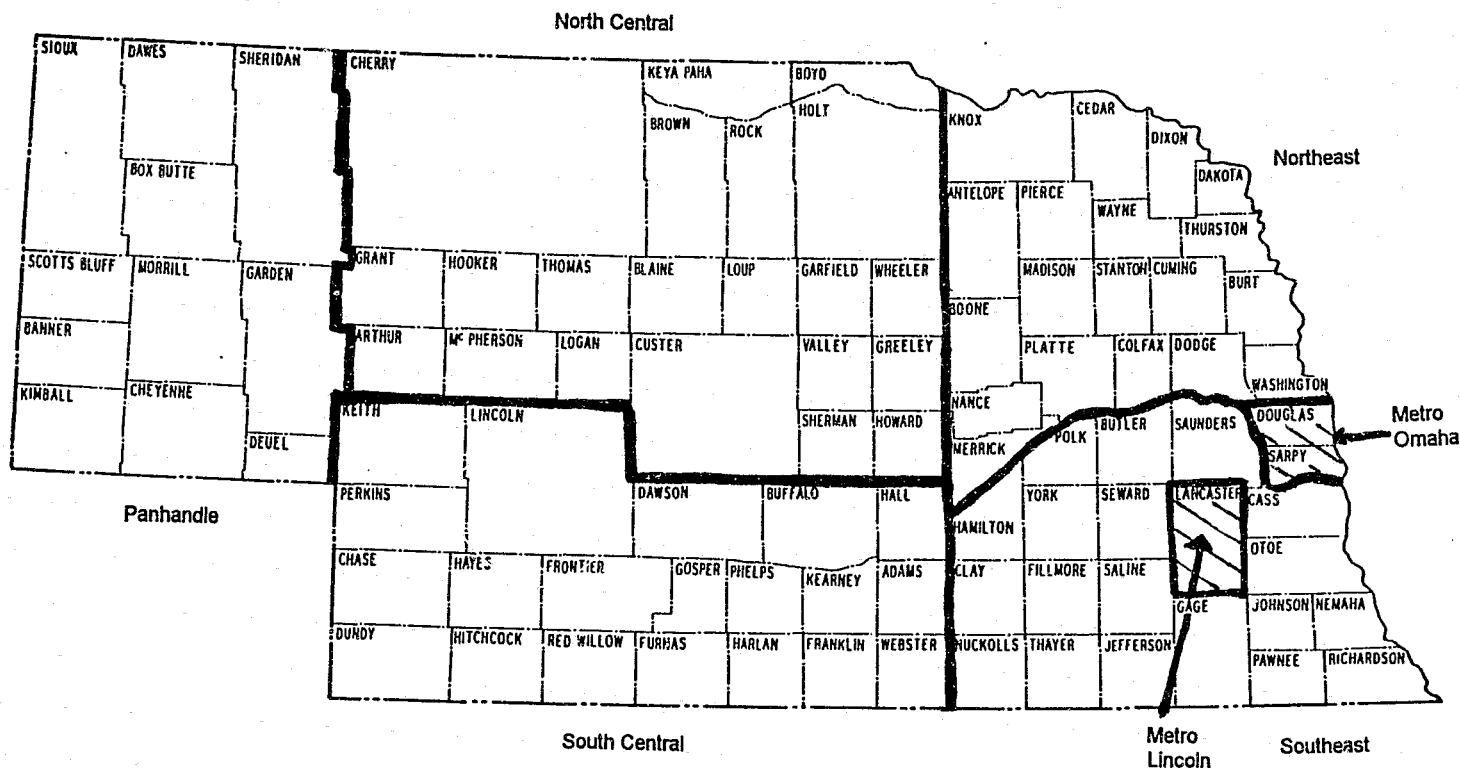 North Central
SIOUX
DAWES
SHERIDAN
CHERRY
KEYA PAHA
BOYD
HOLT
BROWN
ROCK
KNOX
CEDAR
DIXON
DAKOTA
Northeast
BOX BUTTE
ANTELOPE
PIERCE
WAYNE
THURSTON
SCOTTS BLUFF
MORRILL
GARDEN
GRANT
HOOKER
THOMAS
BLAINE
LOUP
GARFIELD
WHEELER
MADISON
STANTON
CUMING
BURT
BOONE
BANNER
ARTHUR
Mc PHERSON
LOGAN
CUSTER
VALLEY
GREELEY
PLATTE
COLFAX
DODGE
WASHINGTON
KIMBALL
CHEYENNE
DEUEL
KEITH
LINCOLN
SHERMAN
HOWARD
NANCE
MERRICK
POLK
BUTLER
SAUNDERS
DOUGLAS
SARPY
Metro
Omaha
Panhandle
PERKINS
DAWSON
BUFFALO
HALL
HAMILTON
YORK
SEWARD
LANCASTER
CASS
OTOE
CHASE
HAYES
FRONTIER
GOSPER
PHELPS
KEARNEY
ADAMS
CLAY
FILLMORE
SALINE
GAGE
JOHNSON
NEMAHA
DUNDY
HITCHCOCK
RED WILLOW
FURNAS
HARLAN
FRANKLIN
WEBSTER
NUCKOLLS
THAYER
JEFFERSON
PAWNEE
RICHARDSON
South Central
Metro
Lincoln
Southeast